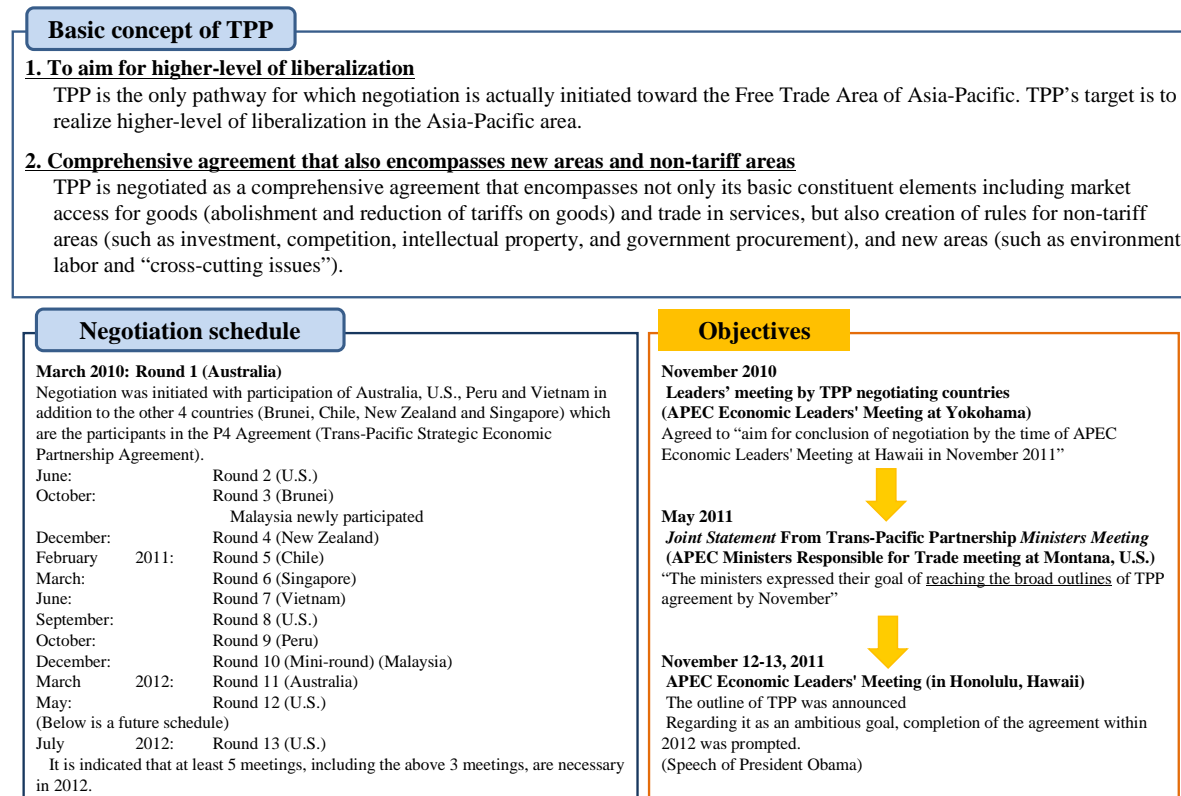 Basic concept of TPP
1. To aim for higher-level of liberalization
TPP is the only pathway for which negotiation is actually initiated toward the Free Trade Area of Asia-Pacific. TPP’s target is to
realize higher-level of liberalization in the Asia-Pacific area.
2. Comprehensive agreement that also encompasses new areas and non-tariff areas
TPP is negotiated as a comprehensive agreement that encompasses not only its basic constituent elements including market
access for goods (abolishment and reduction of tariffs on goods) and trade in services, but also creation of rules for non-tariff
areas (such as investment, competition, intellectual property, and government procurement), and new areas (such as environment
labor and “cross-cutting issues”).
Negotiation schedule
March 2010: Round 1 (Australia)
Negotiation was initiated with participation of Australia, U.S., Peru and Vietnam in
addition to the other 4 countries (Brunei, Chile, New Zealand and Singapore) which
are the participants in the P4 Agreement (Trans-Pacific Strategic Economic
Partnership Agreement).
June: Round 2 (U.S.)
October: Round 3 (Brunei)
Malaysia newly participated
December: Round 4 (New Zealand)
February 2011: Round 5 (Chile)
March: Round 6 (Singapore)
June: Round 7 (Vietnam)
September: Round 8 (U.S.)
October: Round 9 (Peru)
December: Round 10 (Mini-round) (Malaysia)
March 2012: Round 11 (Australia)
May: Round 12 (U.S.)
(Below is a future schedule)
July 2012: Round 13 (U.S.)
It is indicated that at least 5 meetings, including the above 3 meetings, are necessary
in 2012.
Objectives
November 2010
Leaders’ meeting by TPP negotiating countries
(APEC Economic Leaders' Meeting at Yokohama)
Agreed to “aim for conclusion of negotiation by the time of APEC
Economic Leaders' Meeting at Hawaii in November 2011”
May 2011
Joint Statement From Trans-Pacific Partnership Ministers Meeting
(APEC Ministers Responsible for Trade meeting at Montana, U.S.)
“The ministers expressed their goal of reaching the broad outlines of TPP
agreement by November”
November 12-13, 2011
APEC Economic Leaders' Meeting (in Honolulu, Hawaii)
The outline of TPP was announced
Regarding it as an ambitious goal, completion of the agreement within
2012 was prompted.
(Speech of President Obama)